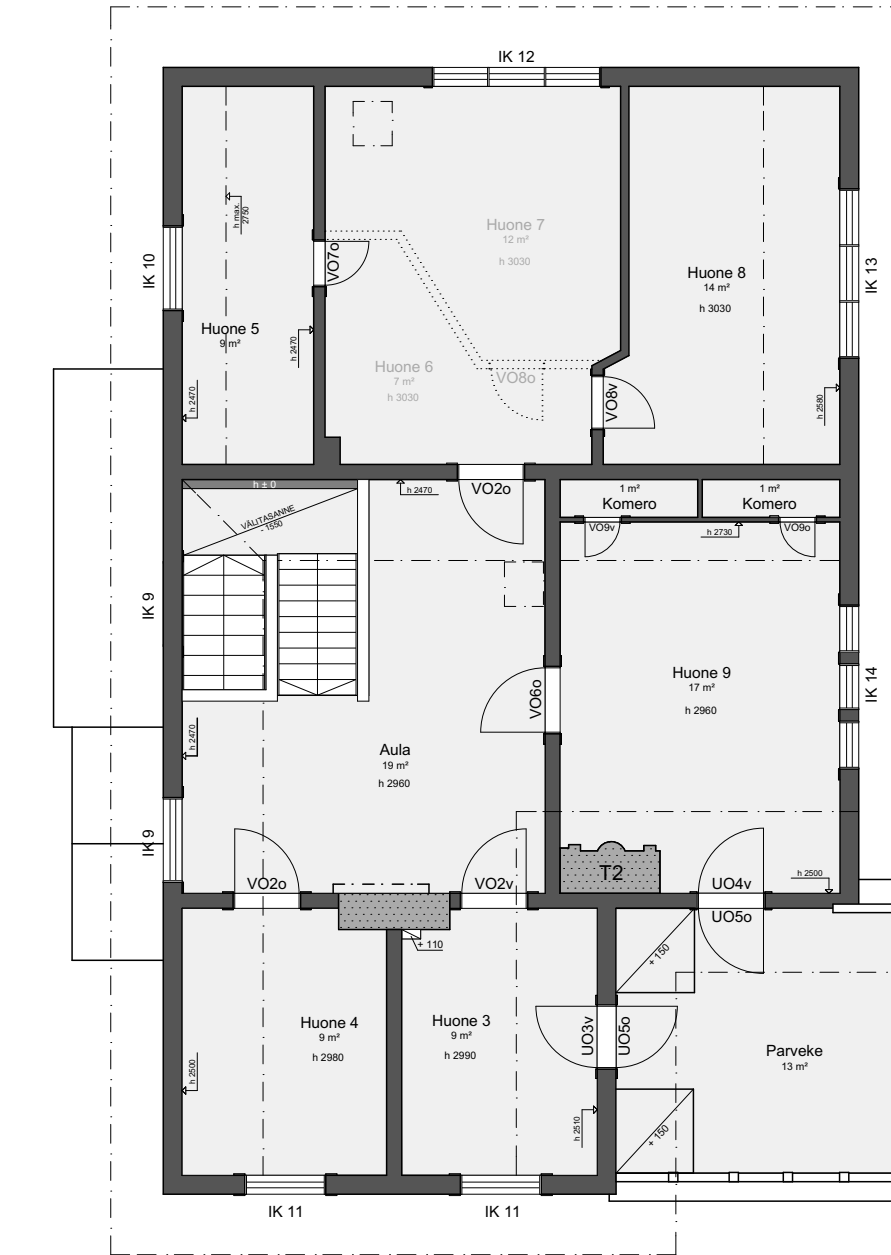 IK 12
Huone 7
12 m²
h 3030
h max.
2750
IK 10
VO7o
Huone 8
14 m²
h 3030
IK 13
Huone 5
9 m²
h 2470
Huone 6
7 m²
h 3030
VO8o
VO8v
h 2470
h 2580
h ± 0
VÄLITASANNE
- 1550
h 2470
VO2o
1 m²
Komero
1 m²
Komero
VO9v
h 2730
VO9o
IK 9
VO6o
Huone 9
17 m²
h 2960
IK 14
h 2470
Aula
19 m²
h 2960
IK 9
VO2o
VO2v
T2
UO4v
h 2500
UO5o
+ 110
+ 150
Huone 4
9 m²
h 2980
Huone 3
9 m²
h 2990
UO3v
UO5o
Parveke
13 m²
h 2500
h 2510
+ 150
IK 11
IK 11